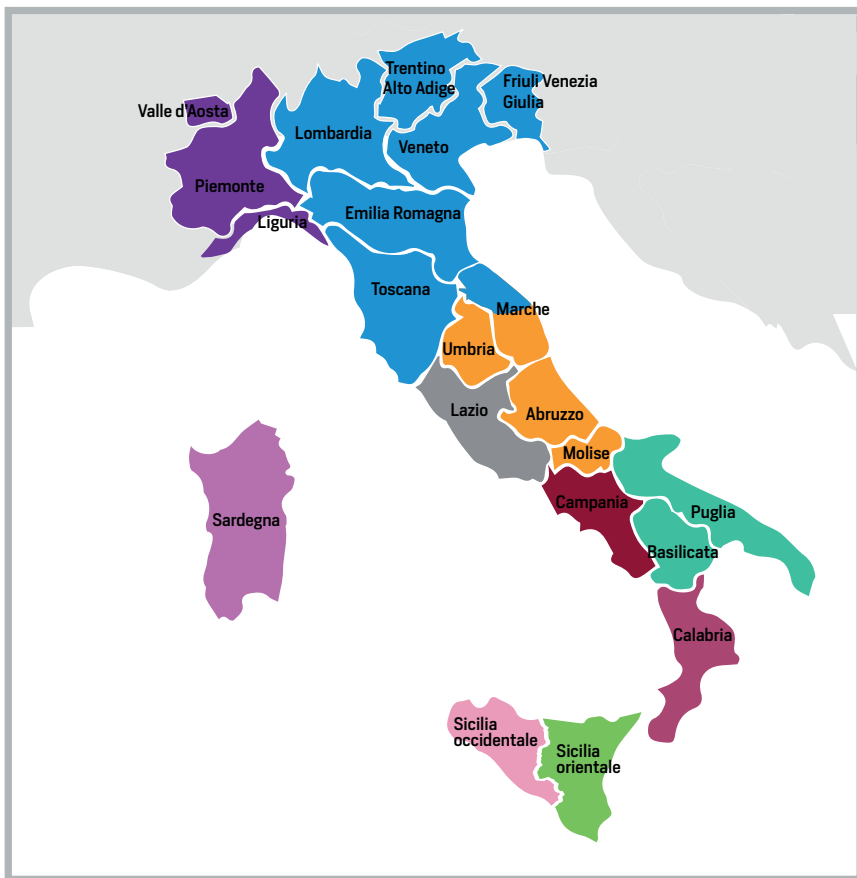 Trentino
Alto Adige
Friuli Venezia
Giulia
Valle d'Aosta
Lombardia
Veneto
Piemonte
Emilia Romagna
Liguria
Toscana
Marche
Umbria
Lazio
Abruzzo
Molise
Campania
Puglia
Sardegna
Basilicata
Calabria
Sicilia
occidentale
Sicilia
orientale